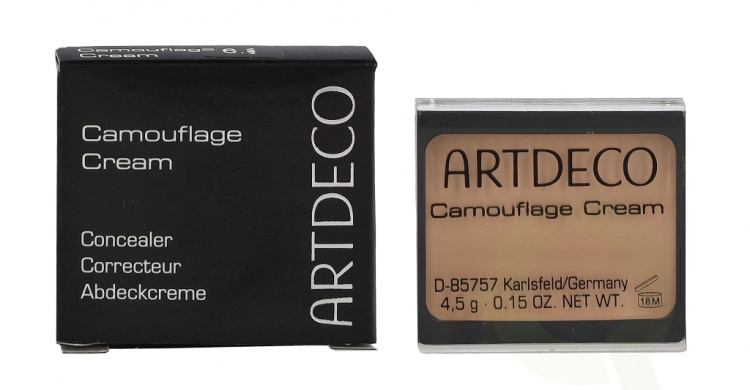 Camouflage
Cream
Camouflage
Cream
Concealer
Correcteur
Abdeckcreme
ARTDECO
ARTDECO
Camouflage Cream
D-85757 Karlsfeld/Germany
4,5 g · 0.15 OZ. NET WT.
18M